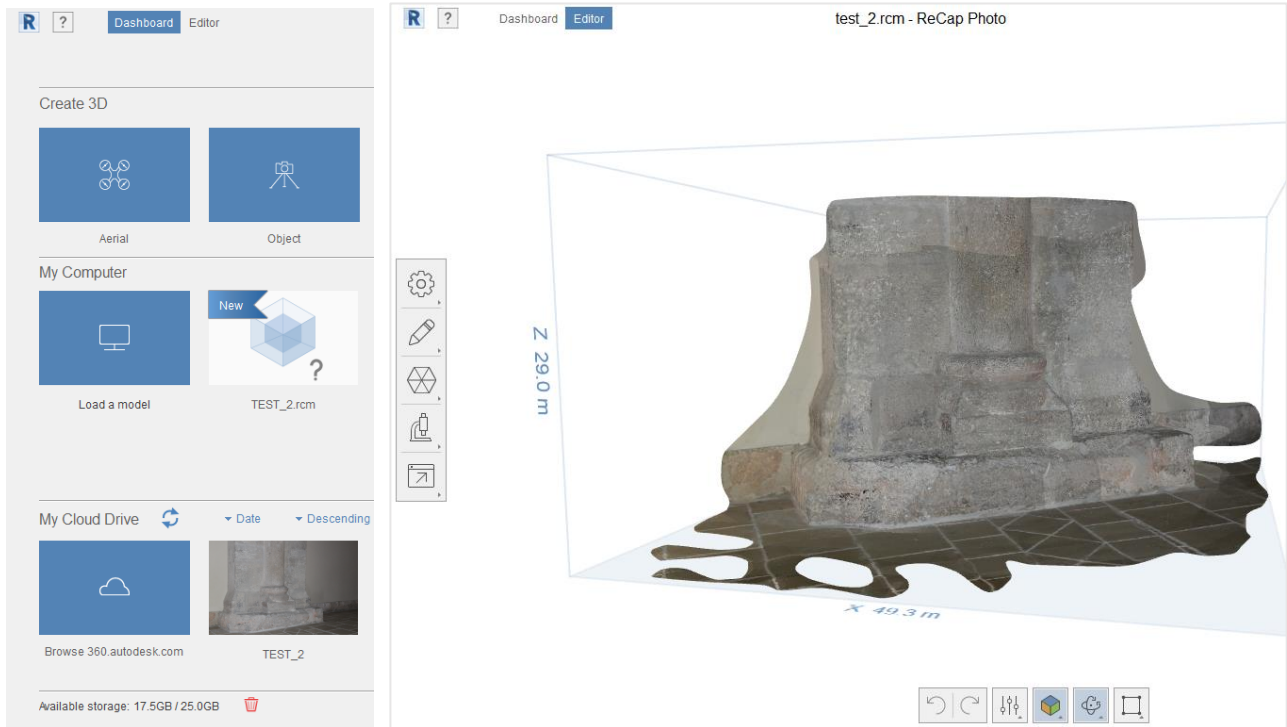 R ? Dashboard Editor
Create 3D
Aerial Object
My Computer
New
?
Load a model TEST_2.rcm
My Cloud Drive Date Descending
Browse 360.autodesk.com TEST_2
Available storage: 17.5GB / 25.0GB
R ? Dashboard Editor test_2.rcm - ReCap Photo
Z 29.0 m
X 49.3 m